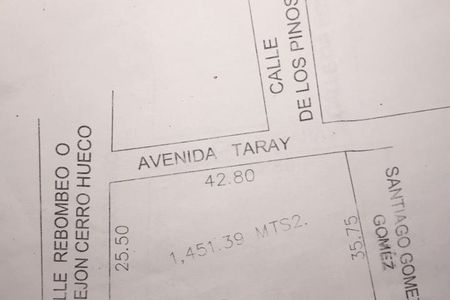 CALLE
DE LOS PINOS
AVENIDA TARAY
42.80
LLE REBOMBEO O
EJON CERRO HUECO
25.50
1,451.39 MTS2.
35.75
SANTIAGO GOMEZ
GOMÉZ